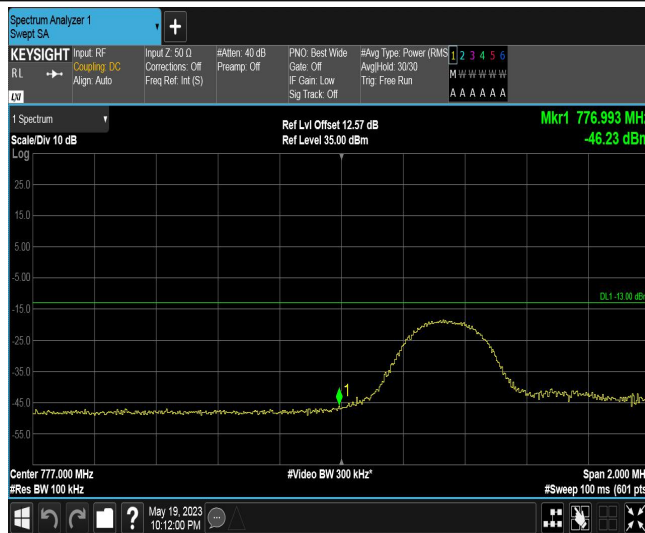 Spectrum Analyzer 1
Swept SA
+
KEYSIGHT Input: RF Input Z: 50 Ω #Atten: 40 dB PNO: Best Wide #Avg Type: Power (RMS 1 2 3 4 5 6
RL Coupling: DC Corrections: Off Preamp: Off Gate: Off Avg|Hold: 30/30 M W W W W W
Align: Auto Freq Ref: Int (S) IF Gain: Low Trig: Free Run
LXI Sig Track: Off A A A A A A
1 Spectrum
Ref Lvl Offset 12.57 dB Mkr1 776.993 MHz
Scale/Div 10 dB Ref Level 35.00 dBm -46.23 dBm
Log
25.0
15.0
5.00
-5.00
DL1 -13.00 dBm
-15.0
-25.0
-35.0
1
-45.0
-55.0
Center 777.000 MHz #Video BW 300 kHz* Span 2.000 MH
#Res BW 100 kHz #Sweep 100 ms (601 pts
? May 19, 2023
10:12:00 PM